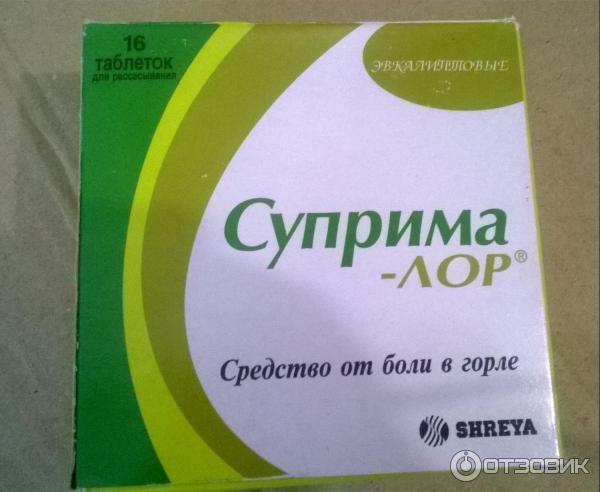 16
таблеток
для рассасывания
ЭВКАЛИПТОВЫЕ
Суприма
-ЛОР®
Средство от боли в горле
SHREYA
ОТЗОВИК